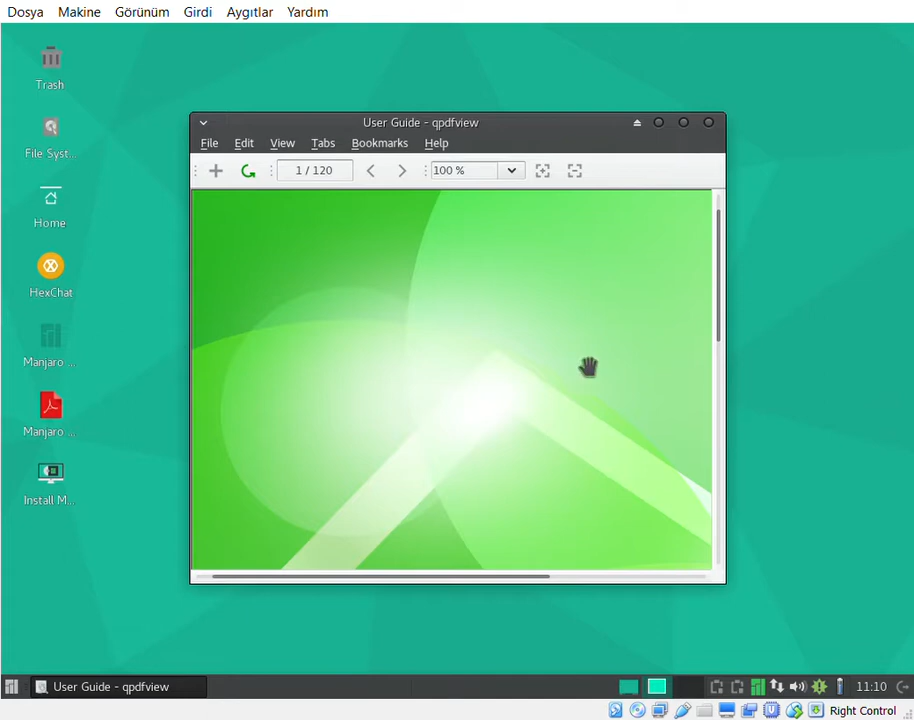 Dosya Makine Görünüm Girdi Aygıtlar Yardım
Trash
File Syst...
Home
HexChat
Manjaro ...
Manjaro ...
Install M...
User Guide - qpdfview
File Edit View Tabs Bookmarks Help
1 / 120 100 %
User Guide - qpdfview 11:10
Right Control